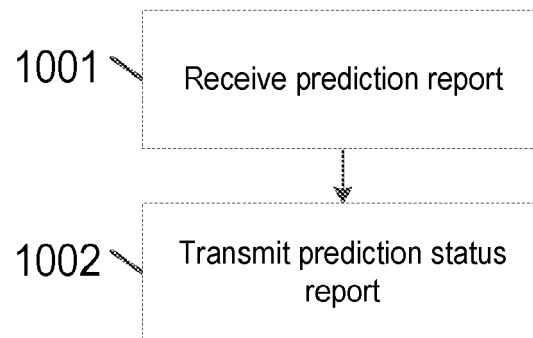 1001
Receive prediction report
1002
Transmit prediction status
report